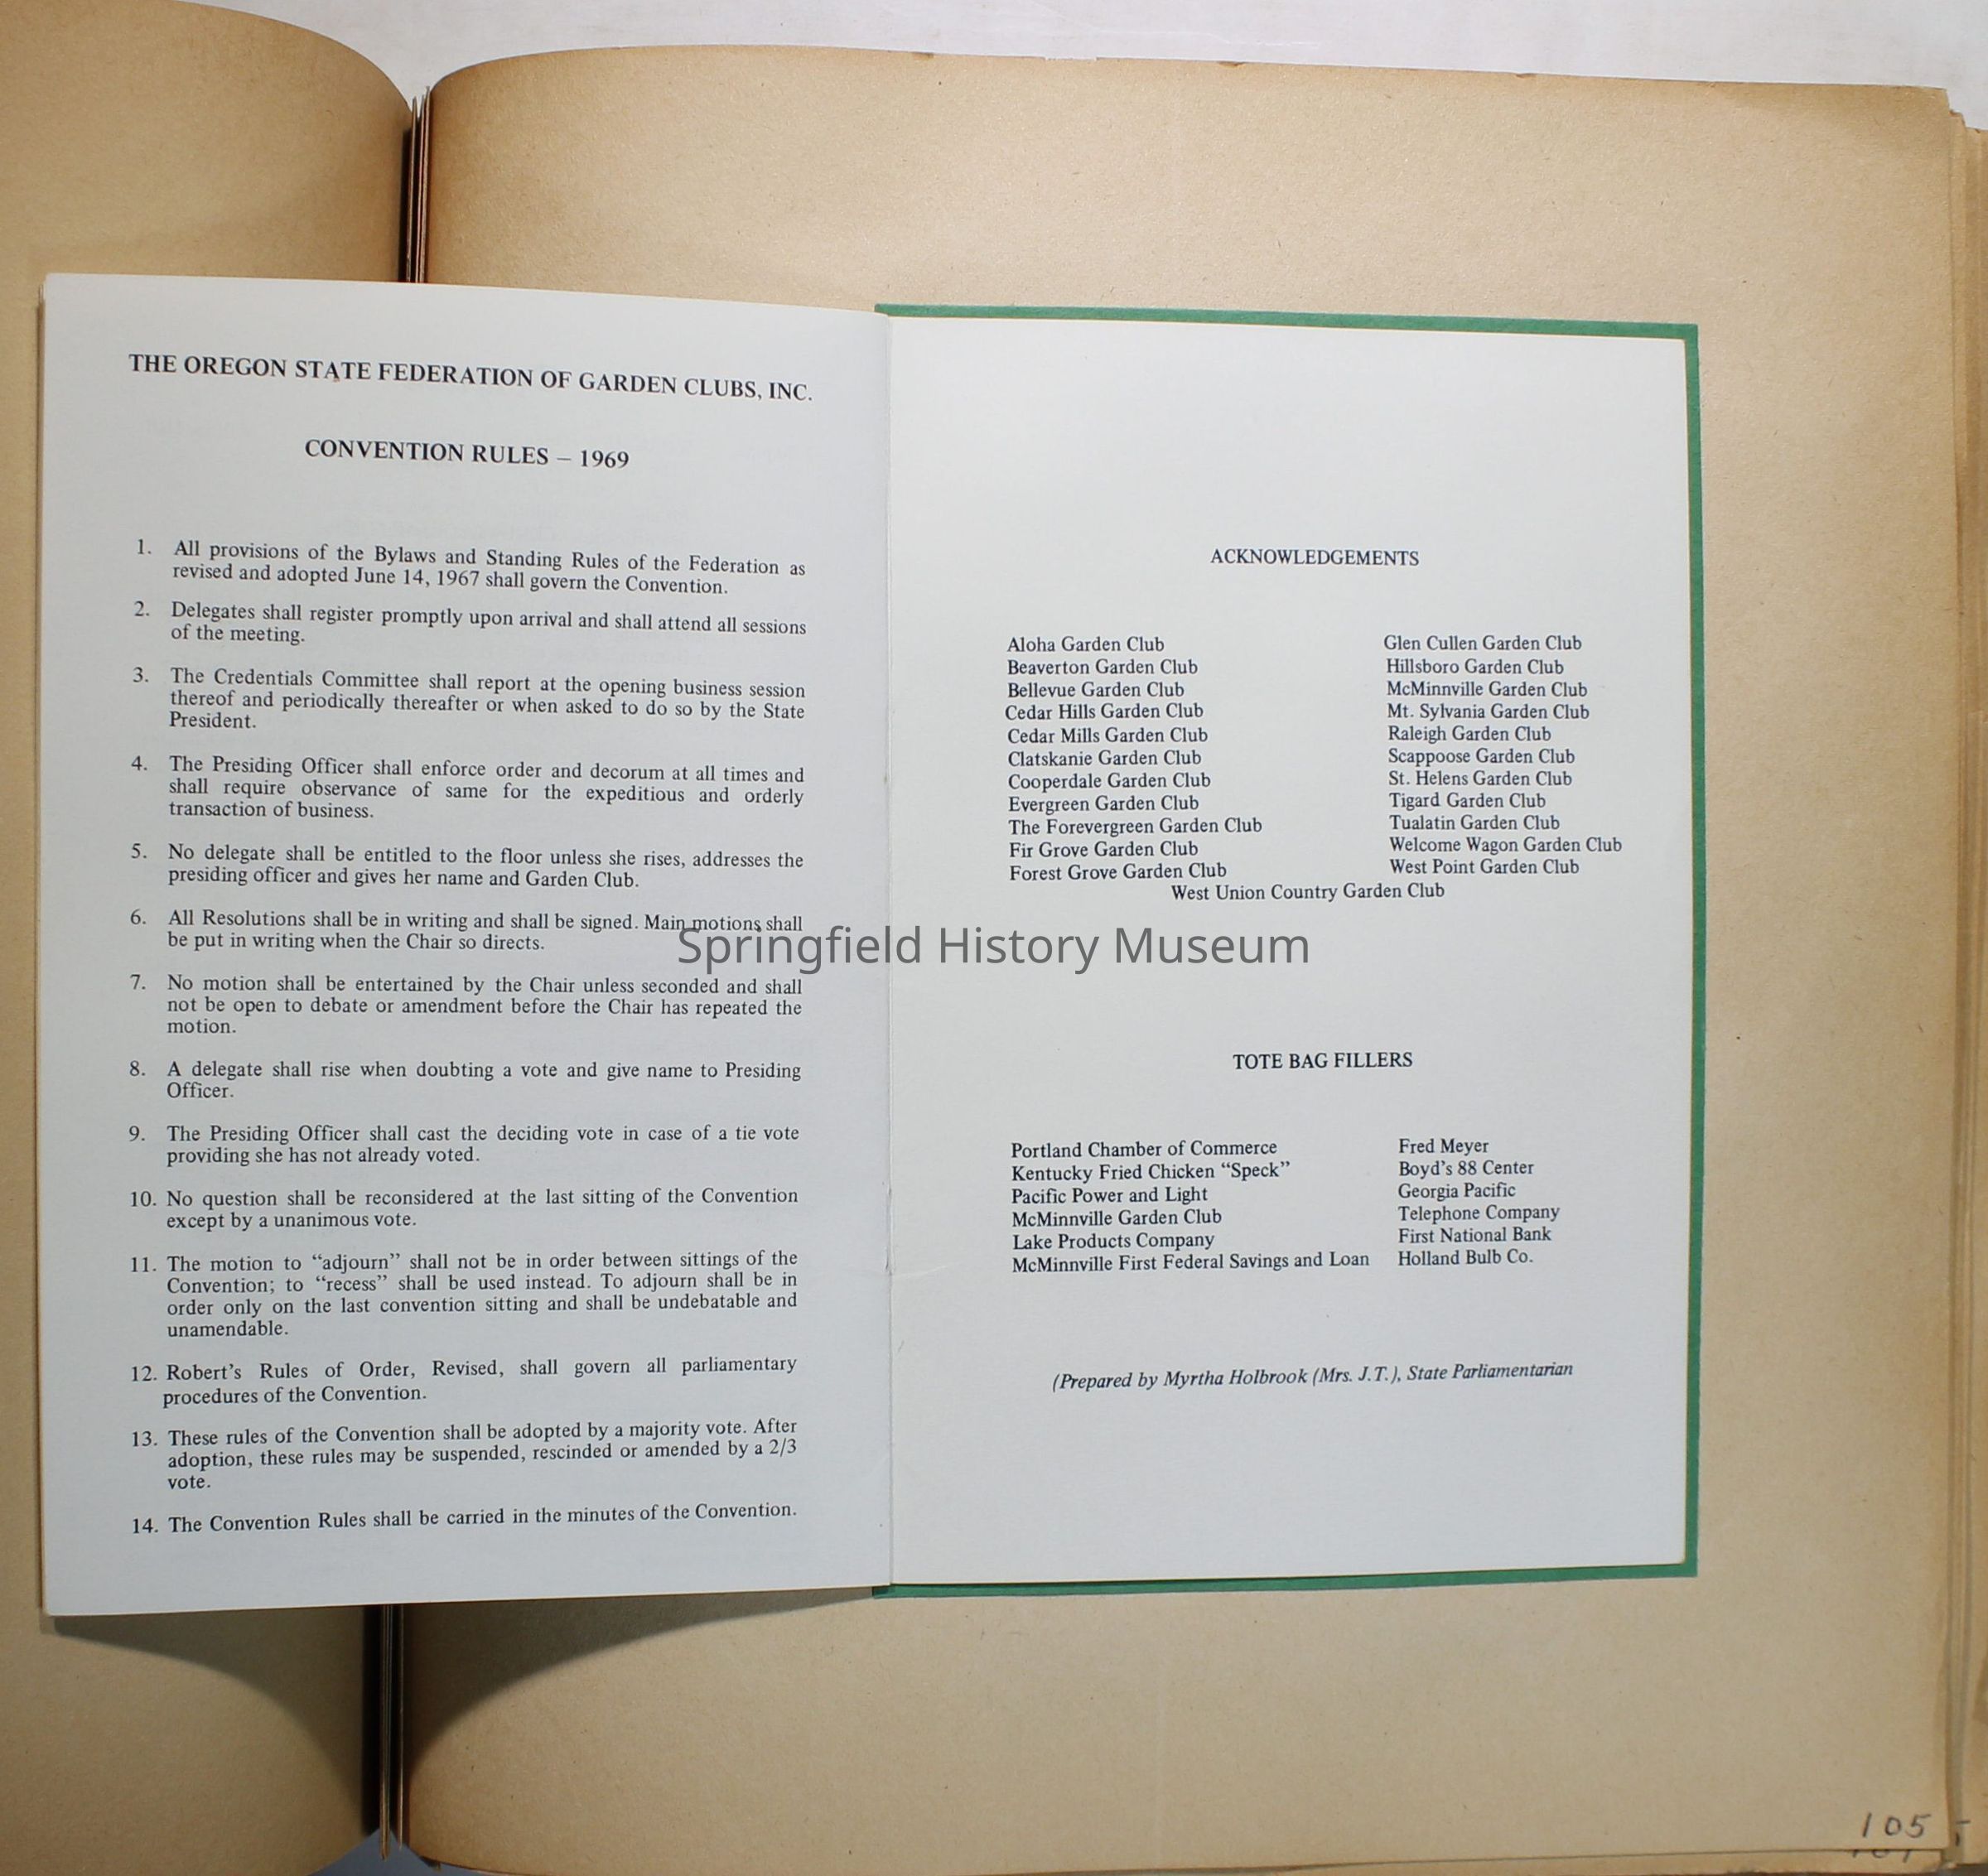 THE OREGON STATE FEDERATION OF GARDEN CLUBS, INC.
CONVENTION RULES – 1969
1. All provisions of the Bylaws and Standing Rules of the Federation as
revised and adopted June 14, 1967 shall govern the Convention.
2. Delegates shall register promptly upon arrival and shall attend all sessions
of the meeting.
3. The Credentials Committee shall report at the opening business session
thereof and periodically thereafter or when asked to do so by the State
President.
4. The Presiding Officer shall enforce order and decorum at all times and
shall require observance of same for the expeditious and orderly
transaction of business.
5. No delegate shall be entitled to the floor unless she rises, addresses the
presiding officer and gives her name and Garden Club.
6. All Resolutions shall be in writing and shall be signed. Main motions shall
be put in writing when the Chair so directs.
7. No motion shall be entertained by the Chair unless seconded and shall
not be open to debate or amendment before the Chair has repeated the
motion.
8. A delegate shall rise when doubting a vote and give name to Presiding
Officer.
9. The Presiding Officer shall cast the deciding vote in case of a tie vote
providing she has not already voted.
10. No question shall be reconsidered at the last sitting of the Convention
except by a unanimous vote.
11. The motion to “adjourn” shall not be in order between sittings of the
Convention; to “recess” shall be used instead. To adjourn shall be in
order only on the last convention sitting and shall be undebatable and
unamendable.
12. Robert’s Rules of Order, Revised, shall govern all parliamentary
procedures of the Convention.
13. These rules of the Convention shall be adopted by a majority vote. After
adoption, these rules may be suspended, rescinded or amended by a 2/3
vote.
14. The Convention Rules shall be carried in the minutes of the Convention.
ACKNOWLEDGEMENTS
Aloha Garden Club
Beaverton Garden Club
Bellevue Garden Club
Cedar Hills Garden Club
Cedar Mills Garden Club
Clatskanie Garden Club
Cooperdale Garden Club
Evergreen Garden Club
The Forevergreen Garden Club
Fir Grove Garden Club
Forest Grove Garden Club
Glen Cullen Garden Club
Hillsboro Garden Club
McMinnville Garden Club
Mt. Sylvania Garden Club
Raleigh Garden Club
Scappoose Garden Club
St. Helens Garden Club
Tigard Garden Club
Tualatin Garden Club
Welcome Wagon Garden Club
West Point Garden Club
West Union Country Garden Club
Springfield History Museum
TOTE BAG FILLERS
Portland Chamber of Commerce
Kentucky Fried Chicken “Speck”
Pacific Power and Light
McMinnville Garden Club
Lake Products Company
McMinnville First Federal Savings and Loan
Fred Meyer
Boyd’s 88 Center
Georgia Pacific
Telephone Company
First National Bank
Holland Bulb Co.
(Prepared by Myrtha Holbrook (Mrs. J.T.), State Parliamentarian
105